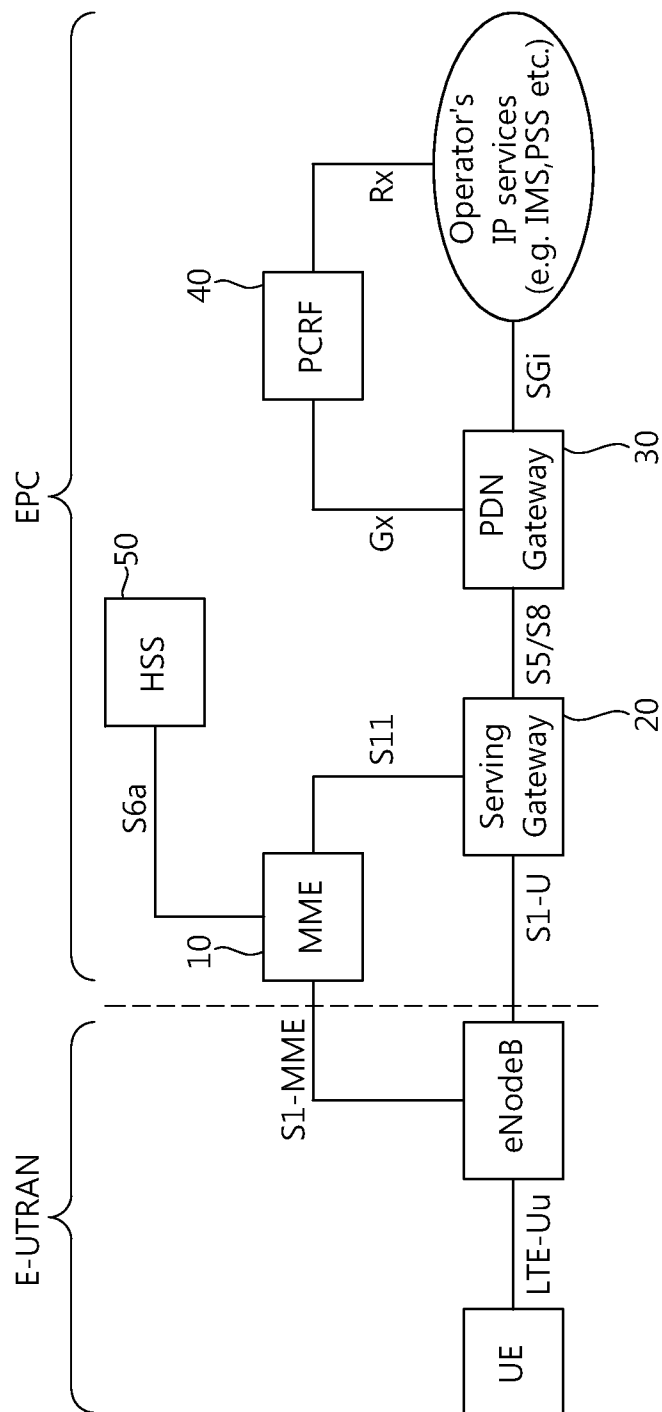 E-UTRAN
EPC
50
HSS
S6a
40
10
MME
PCRF
S1-MME
S11
Gx
Rx
UE
LTE-Uu
eNodeB
S1-U
Serving
Gateway
S5/S8
PDN
Gateway
SGi
Operator's
IP services
(e.g. IMS,PSS etc.)
20
30